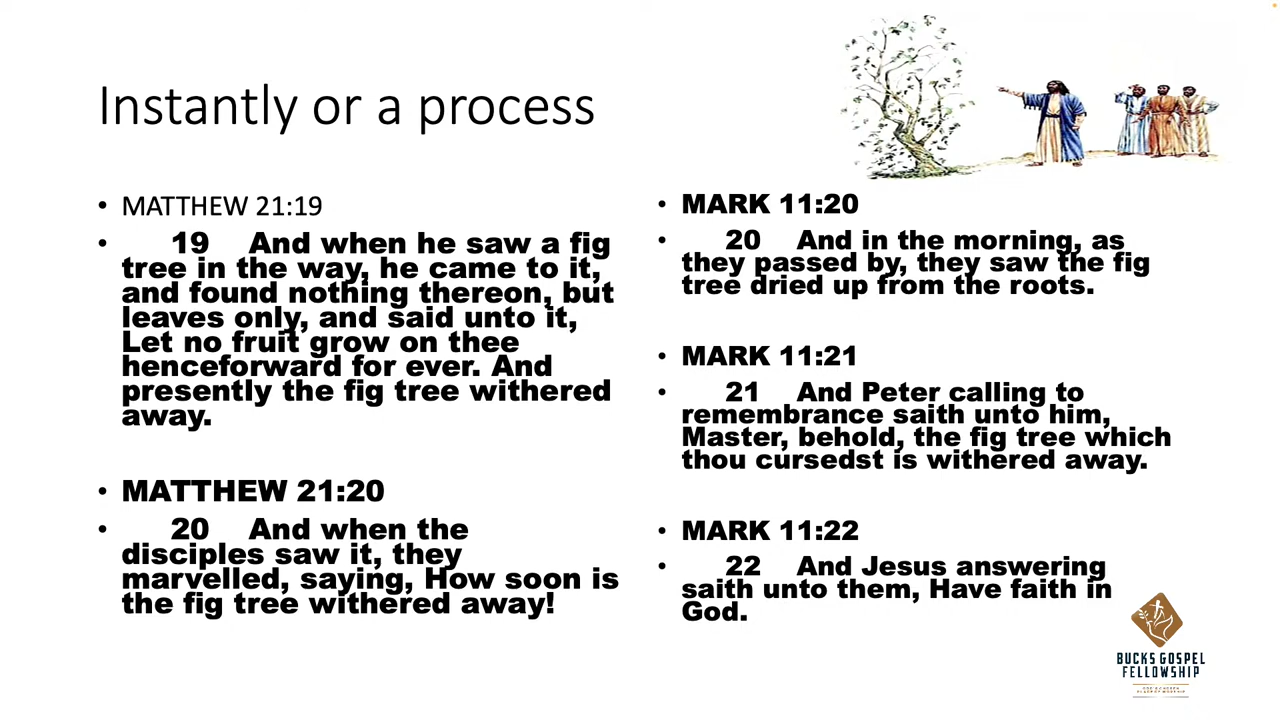 Instantly or a process
• MATTHEW 21:19
• 19 And when he saw a fig
tree in the way, he came to it,
and found nothing thereon, but
leaves only, and said unto it,
Let no fruit grow on thee
henceforward for ever. And
presently the fig tree withered
away.
• MATTHEW 21:20
• 20 And when the
disciples saw it, they
marvelled, saying, How soon is
the fig tree withered away!
• MARK 11:20
• 20 And in the morning, as
they passed by, they saw the fig
tree dried up from the roots.
• MARK 11:21
• 21 And Peter calling to
remembrance saith unto him,
Master, behold, the fig tree which
thou cursedst is withered away.
• MARK 11:22
• 22 And Jesus answering
saith unto them, Have faith in
God.
BUCKS GOSPEL
FELLOWSHIP